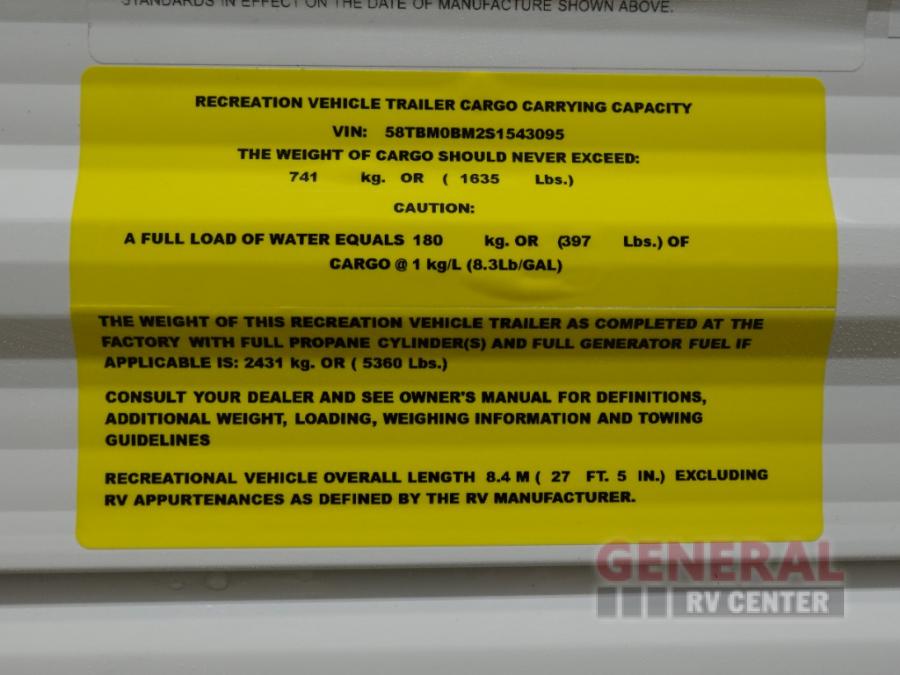 STANDARDS IN EFFECT ON THE DATE OF MANUFACTURE SHOWN ABOVE.
RECREATION VEHICLE TRAILER CARGO CARRYING CAPACITY
VIN: 58TBM0BM2S1543095
THE WEIGHT OF CARGO SHOULD NEVER EXCEED:
741 kg. OR ( 1635 Lbs.)
CAUTION:
A FULL LOAD OF WATER EQUALS 180 kg. OR (397 Lbs.) OF
CARGO @ 1 kg/L (8.3Lb/GAL)
THE WEIGHT OF THIS RECREATION VEHICLE TRAILER AS COMPLETED AT THE
FACTORY WITH FULL PROPANE CYLINDER(S) AND FULL GENERATOR FUEL IF
APPLICABLE IS: 2431 kg. OR ( 5360 Lbs.)
CONSULT YOUR DEALER AND SEE OWNER'S MANUAL FOR DEFINITIONS,
ADDITIONAL WEIGHT, LOADING, WEIGHING INFORMATION AND TOWING
GUIDELINES
RECREATIONAL VEHICLE OVERALL LENGTH 8.4 M ( 27 FT. 5 IN.) EXCLUDING
RV APPURTENANCES AS DEFINED BY THE RV MANUFACTURER.
GENERAL
RV CENTER